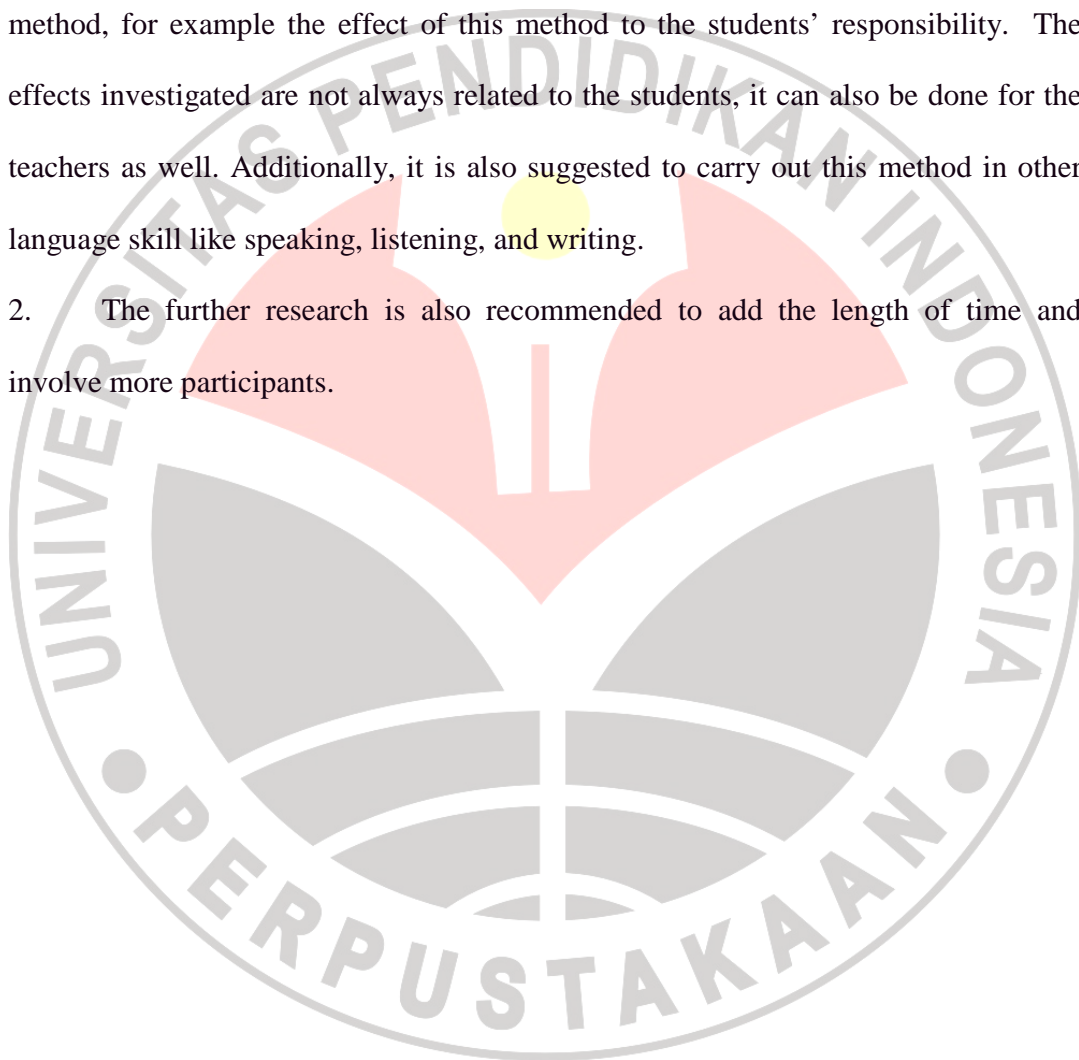 method, for example the effect of this method to the students’ responsibility. The
effects investigated are not always related to the students, it can also be done for the
teachers as well. Additionally, it is also suggested to carry out this method in other
language skill like speaking, listening, and writing.
2. The further research is also recommended to add the length of time and
involve more participants.
UNIVERSITAS PENDIDIKAN INDONESIA
PERPUSTAKAAN